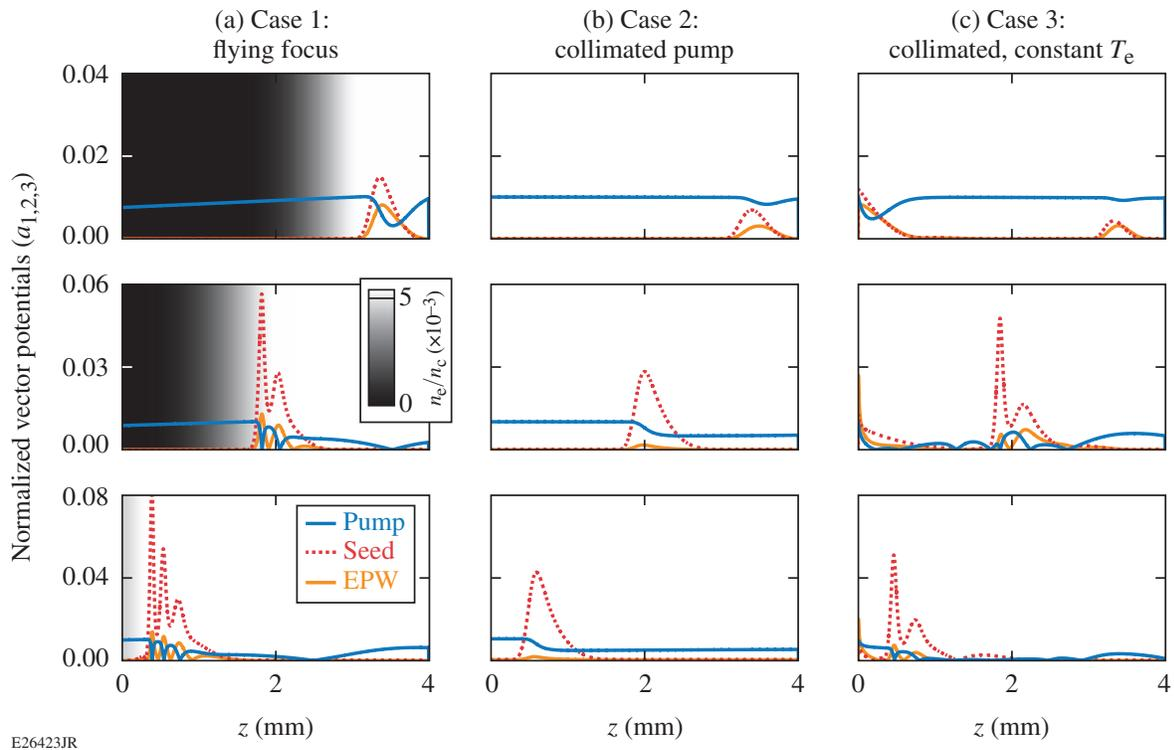 (a) Case 1:
flying focus
(b) Case 2:
collimated pump
(c) Case 3:
collimated, constant Te
Normalized vector potentials (a1,2,3)
0.04
0.02
0.00
0.06
0.03
0.00
5
0
ne/nc (×10–3)
0.08
0.04
0.00
Pump
Seed
EPW
0 2 4
0 2 4
0 2 4
z (mm)
z (mm)
z (mm)
E26423JR